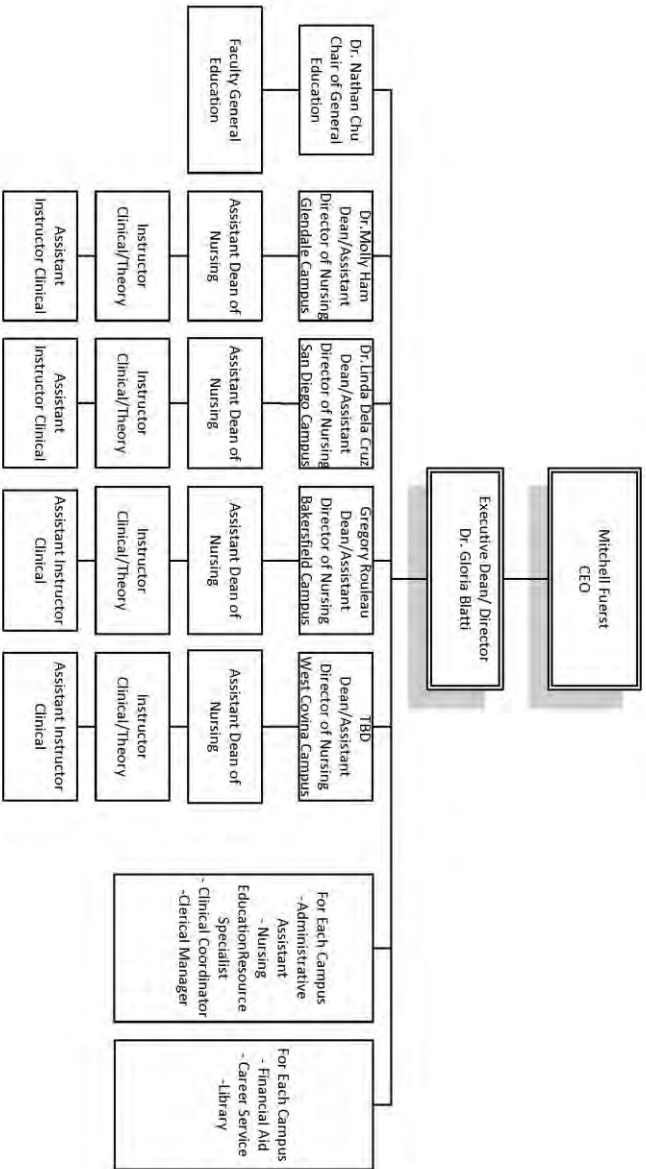 Mitchell Fuerst
CEO
Executive Dean/ Director
Dr. Gloria Blatti
Dr. Nathan Chu
Chair of General
Education
Faculty General
Education
Dr.Molly Ham
Dean/Assistant
Director of Nursing
Glendale Campus
Assistant Dean of
Nursing
Instructor
Clinical/Theory
Assistant
Instructor Clinical
Dr.Linda Dela Cruz
Dean/Assistant
Director of Nursing
San Diego Campus
Assistant Dean of
Nursing
Instructor
Clinical/Theory
Assistant
Instructor Clinical
Gregory Rouleau
Dean/Assistant
Director of Nursing
Bakersfield Campus
Assistant Dean of
Nursing
Instructor
Clinical/Theory
Assistant Instructor
Clinical
TBD
Dean/Assistant
Director of Nursing
West Covina Campus
Assistant Dean of
Nursing
Instructor
Clinical/Theory
Assistant Instructor
Clinical
For Each Campus
-Administrative
Assistant
- Nursing
EducationResource
Specialist
- Clinical Coordinator
-Clerical Manager
For Each Campus
- Financial Aid
- Career Service
-Library